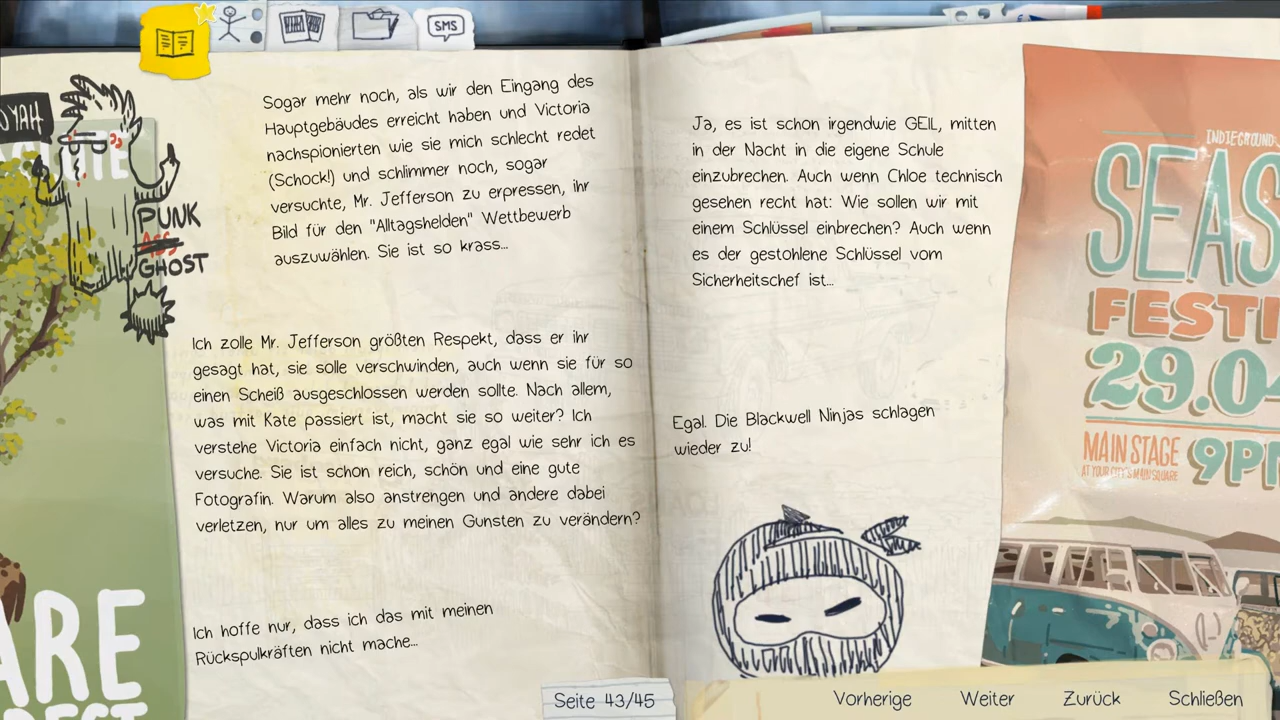 SMS
OYAH
PUNK
ASS
GHOST
Sogar mehr noch, als wir den Eingang des
Hauptgebäudes erreicht haben und Victoria
nachspionierten wie sie mich schlecht redet
(Schock!) und schlimmer noch, sogar
versuchte, Mr. Jefferson zu erpressen, ihr
Bild für den "Alltagshelden" Wettbewerb
auszuwählen. Sie ist so krass...
Ich zolle Mr. Jefferson größten Respekt, dass er ihr
gesagt hat, sie solle verschwinden, auch wenn sie für so
einen Scheiß ausgeschlossen werden sollte. Nach allem,
was mit Kate passiert ist, macht sie so weiter? Ich
verstehe Victoria einfach nicht, ganz egal wie sehr ich es
versuche. Sie ist schon reich, schön und eine gute
Fotografin. Warum also anstrengen und andere dabei
verletzen, nur um alles zu meinen Gunsten zu verändern?
Ich hoffe nur, dass ich das mit meinen
Rückspulkräften nicht mache...
ARE
Ja, es ist schon irgendwie GEIL, mitten
in der Nacht in die eigene Schule
einzubrechen. Auch wenn Chloe technisch
gesehen recht hat: Wie sollen wir mit
einem Schlüssel einbrechen? Auch wenn
es der gestohlene Schlüssel vom
Sicherheitschef ist...
Egal. Die Blackwell Ninjas schlagen
wieder zu!
INDIEGROUND
SEAS
FESTI
29.04
MAIN STAGE
AT YOUR CITY'S MAIN SQUARE
9PM
Seite 43/45
Vorherige
Weiter
Zurück
Schließen